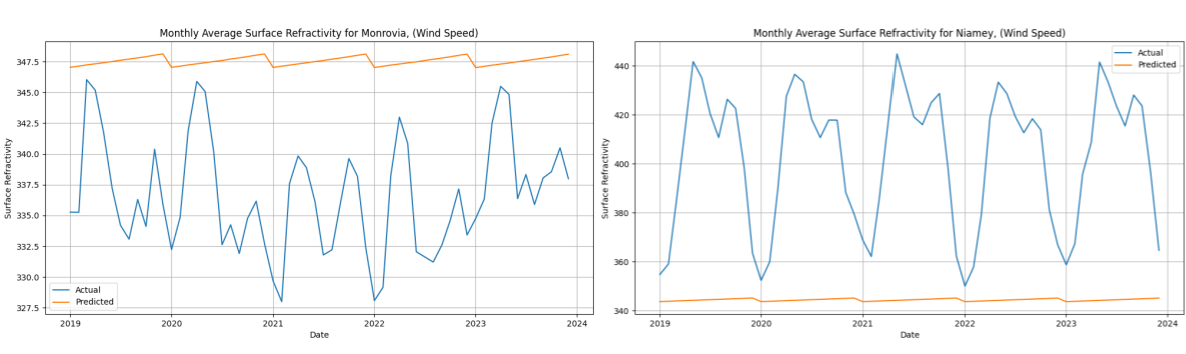 Monthly Average Surface Refractivity for Monrovia, (Wind Speed)
347.5
345.0
342.5
340.0
337.5
335.0
332.5
330.0
327.5
Surface Refractivity
Actual
Predicted
2019 2020 2021 2022 2023 2024
Date
Monthly Average Surface Refractivity for Niamey, (Wind Speed)
Actual
Predicted
440
420
400
380
360
340
Surface Refractivity
2019 2020 2021 2022 2023 2024
Date